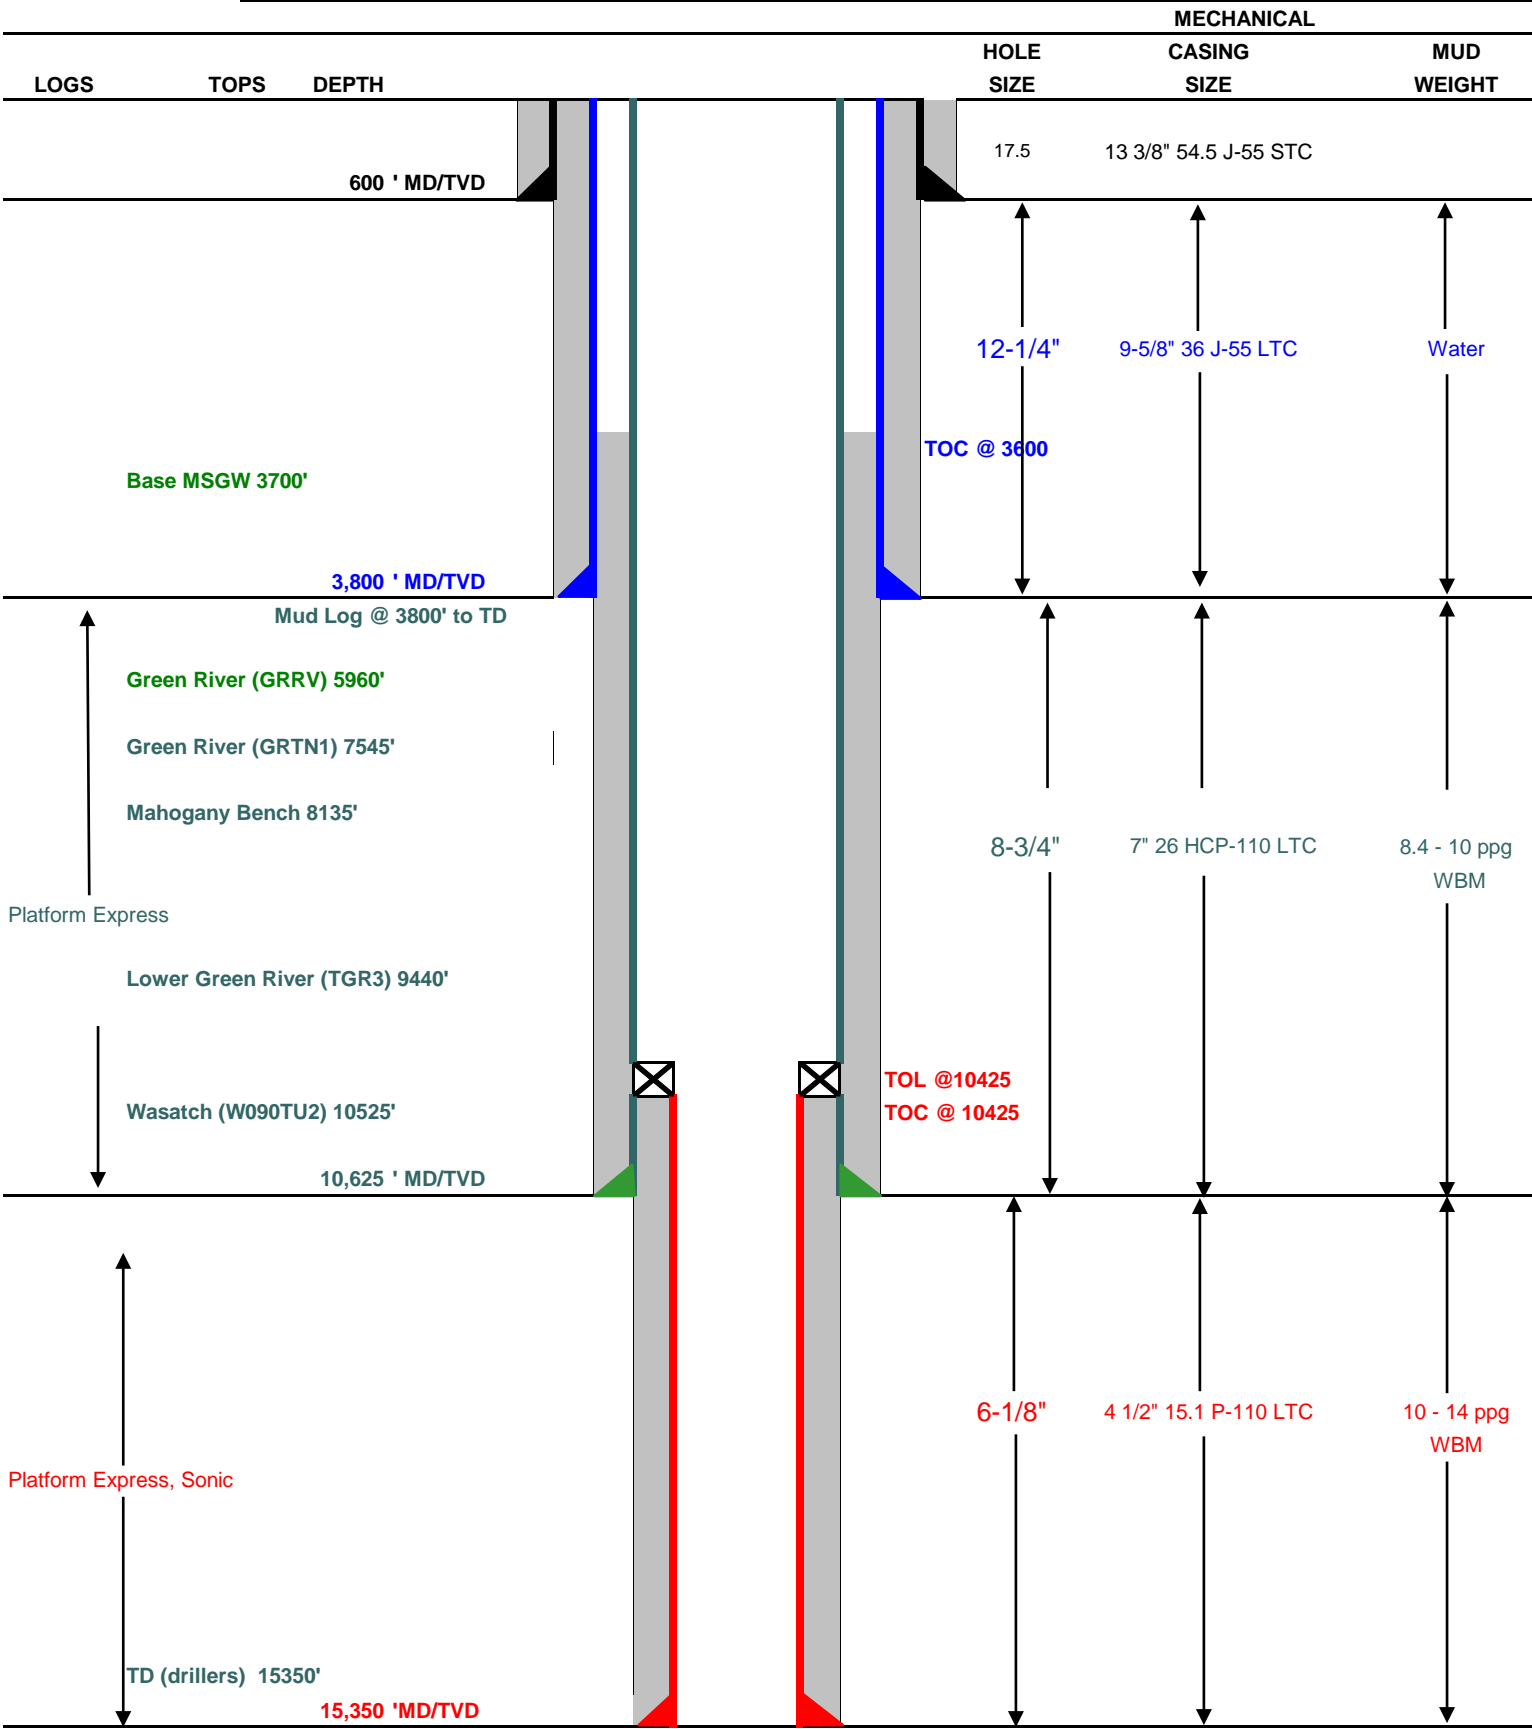 MECHANICAL
HOLE CASING MUD
LOGS TOPS DEPTH SIZE SIZE WEIGHT
17.5 13 3/8" 54.5 J-55 STC
600 ' MD/TVD
12-1/4" 9-5/8" 36 J-55 LTC Water
TOC @ 3600
Base MSGW 3700'
3,800 ' MD/TVD
Mud Log @ 3800' to TD
Green River (GRRV) 5960'
Green River (GRTN1) 7545'
Mahogany Bench 8135'
8-3/4" 7" 26 HCP-110 LTC 8.4 - 10 ppg
WBM
Platform Express
Lower Green River (TGR3) 9440'
TOL @10425
Wasatch (W090TU2) 10525' TOC @ 10425
10,625 ' MD/TVD
6-1/8" 4 1/2" 15.1 P-110 LTC 10 - 14 ppg
WBM
Platform Express, Sonic
TD (drillers) 15350'
15,350 'MD/TVD